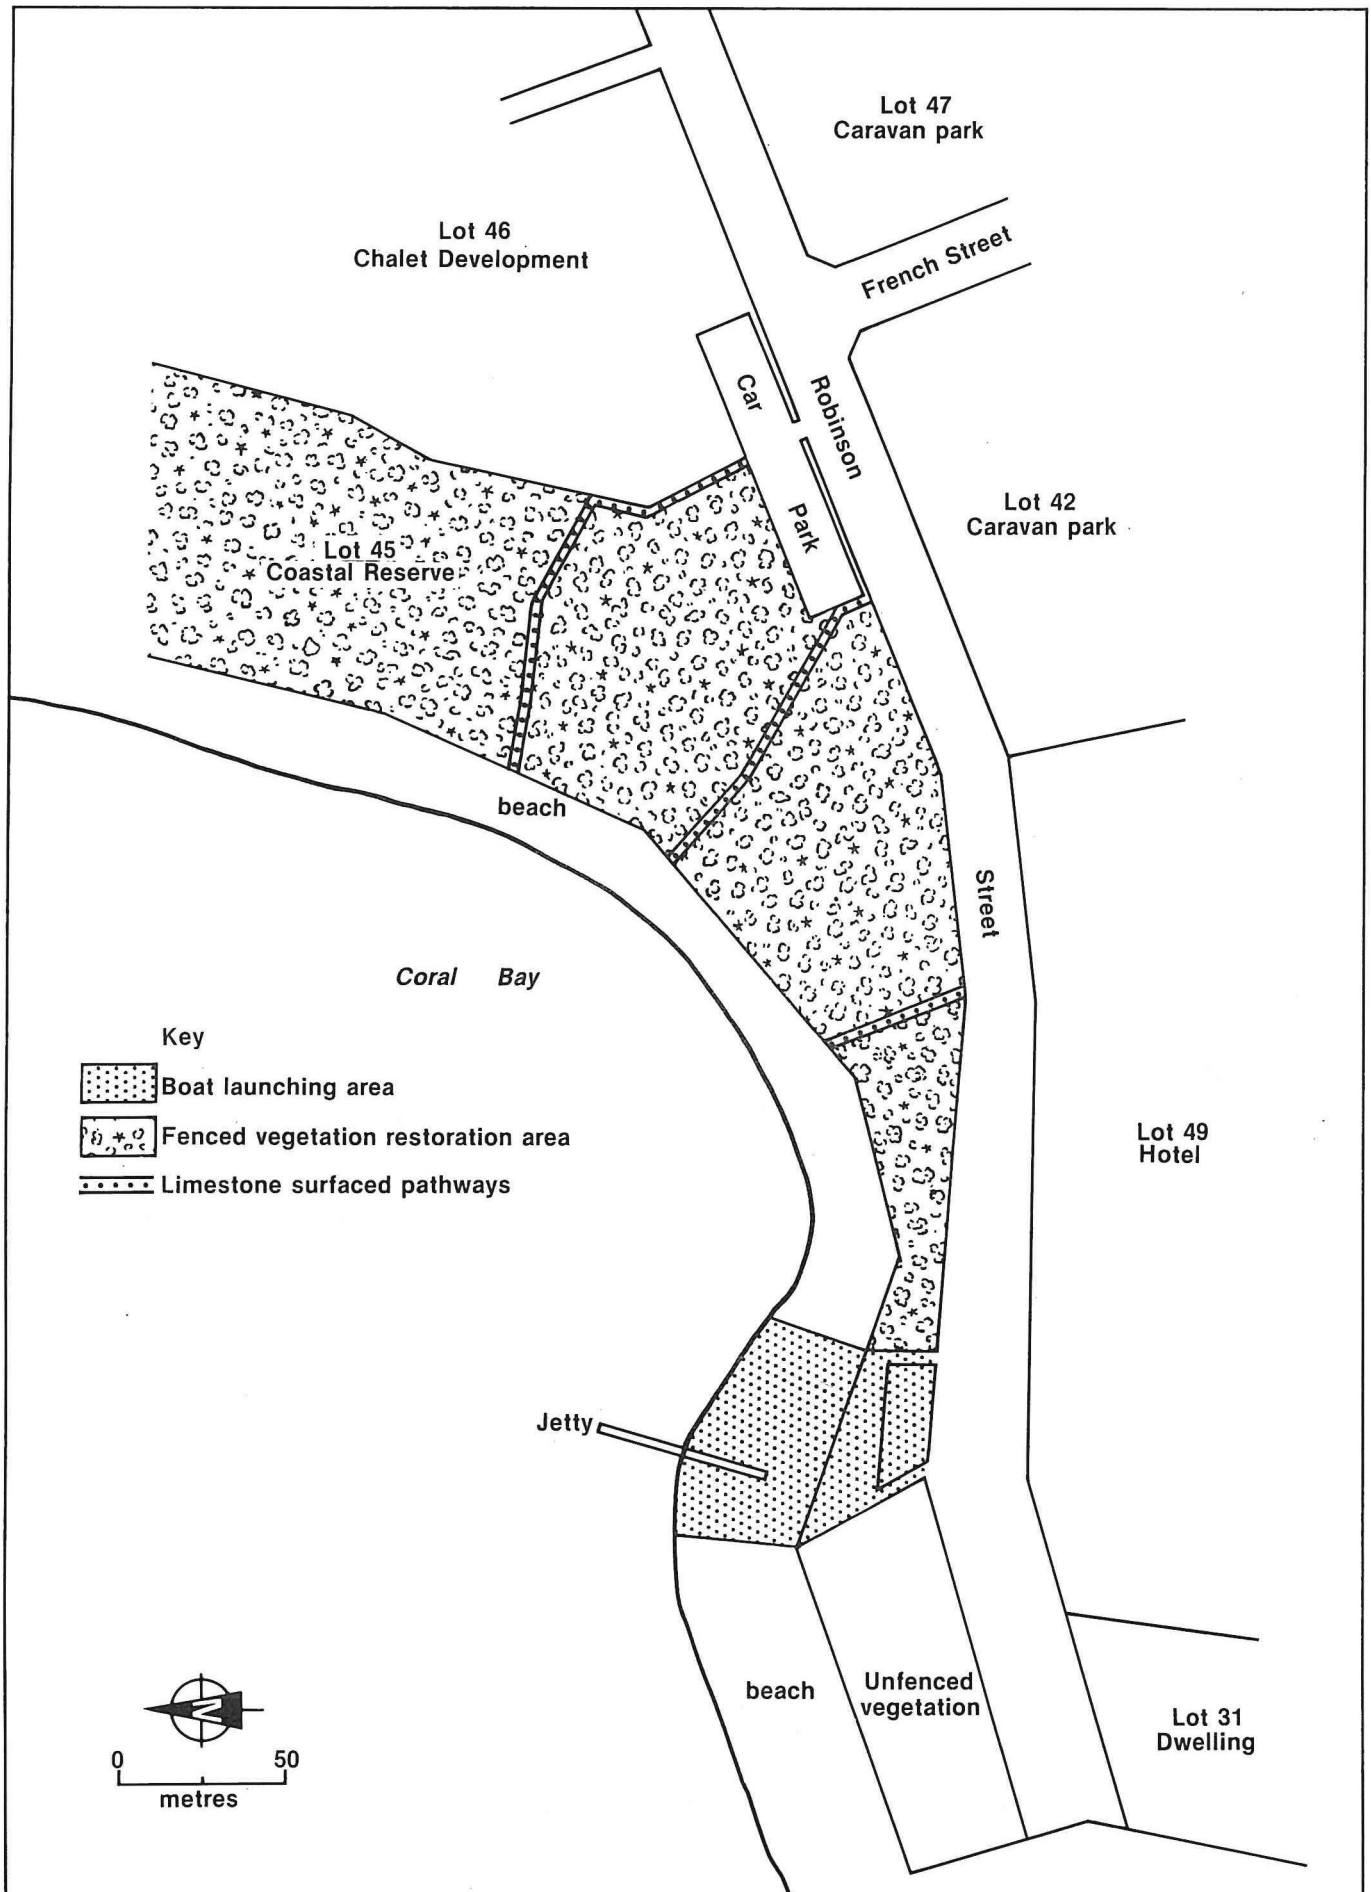 Lot 47
Caravan park
Lot 46
Chalet Development
French Street
Car
Park
Robinson
Street
Lot 42
Caravan park
Lot 45
Coastal Reserve
beach
Coral Bay
Key
Boat launching area
Fenced vegetation restoration area
Limestone surfaced pathways
Lot 49
Hotel
Jetty
beach
Unfenced
vegetation
Lot 31
Dwelling
N
0 50
metres